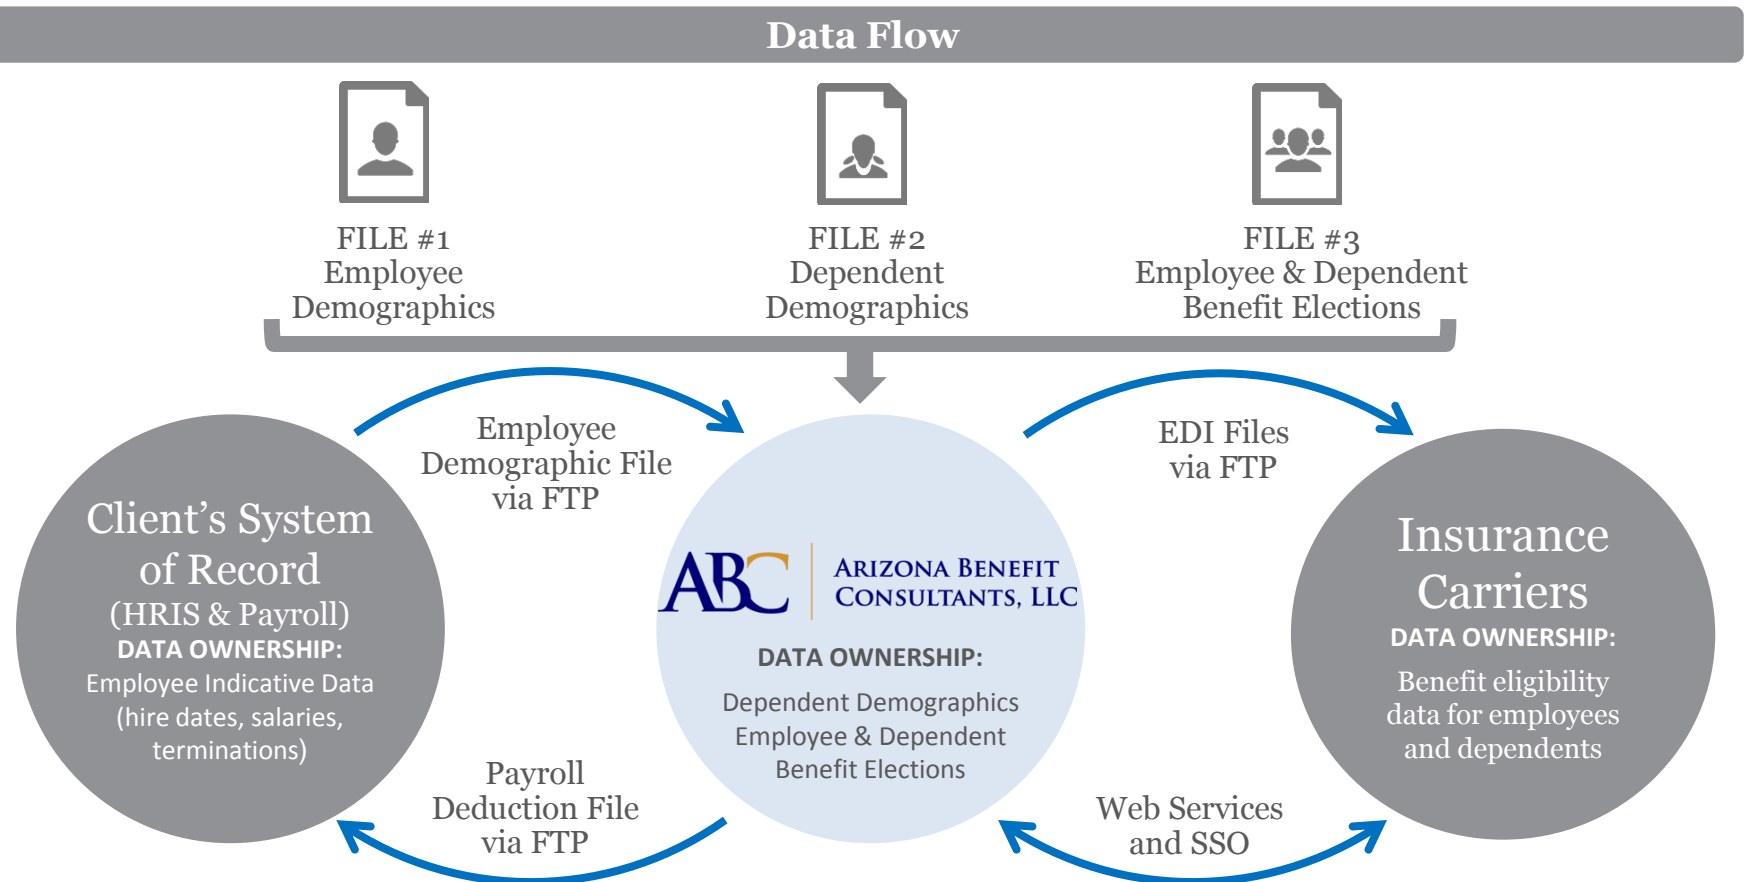 Data Flow
FILE #1
Employee
Demographics
FILE #2
Dependent
Demographics
FILE #3
Employee & Dependent
Benefit Elections
Employee
Demographic File
via FTP
EDI Files
via FTP
Client’s System
of Record
(HRIS & Payroll)
DATA OWNERSHIP:
Employee Indicative Data
(hire dates, salaries,
terminations)
ABC
ARIZONA BENEFIT
CONSULTANTS, LLC
DATA OWNERSHIP:
Dependent Demographics
Employee & Dependent
Benefit Elections
Insurance
Carriers
DATA OWNERSHIP:
Benefit eligibility
data for employees
and dependents
Payroll
Deduction File
via FTP
Web Services
and SSO